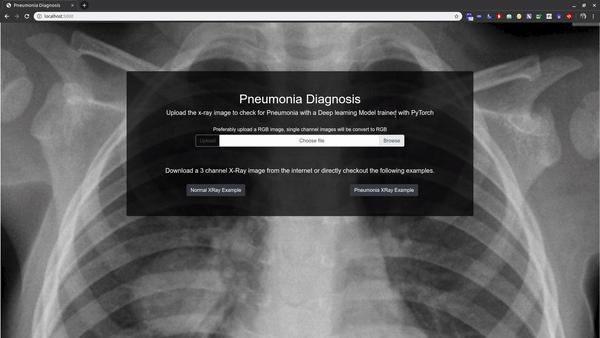 Pneumonia Diagnosis
localhost:5000
Pneumonia Diagnosis
Upload the x-ray image to check for Pneumonia with a Deep learning Model trained with PyTorch
Preferably upload a RGB image, single channel images will be convert to RGB
Upload
Choose file
Browse
Download a 3 channel X-Ray image from the internet or directly checkout the following examples.
Normal XRay Example
Pneumonia XRay Example